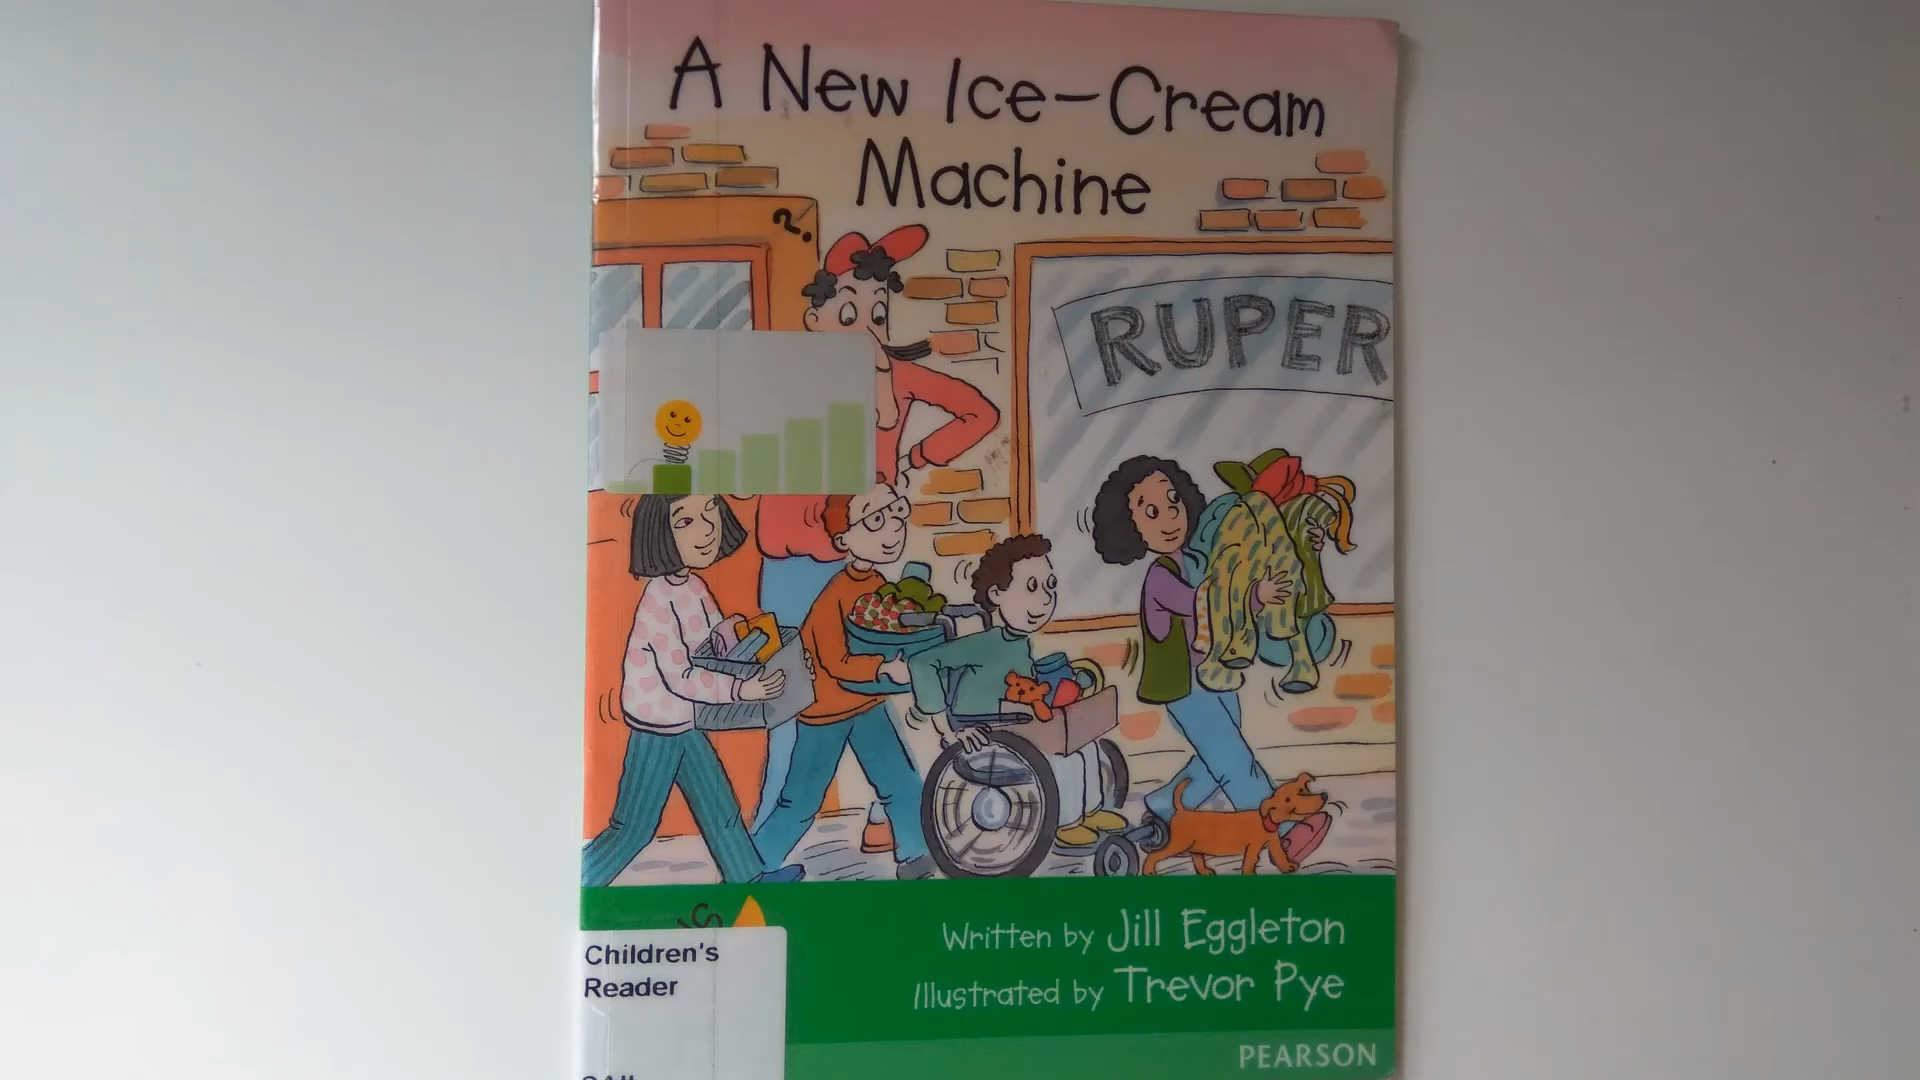 A New Ice-Cream
Machine
?
RUPER
Written by Jill Eggleton
Illustrated by Trevor Pye
Children's
Reader
PEARSON